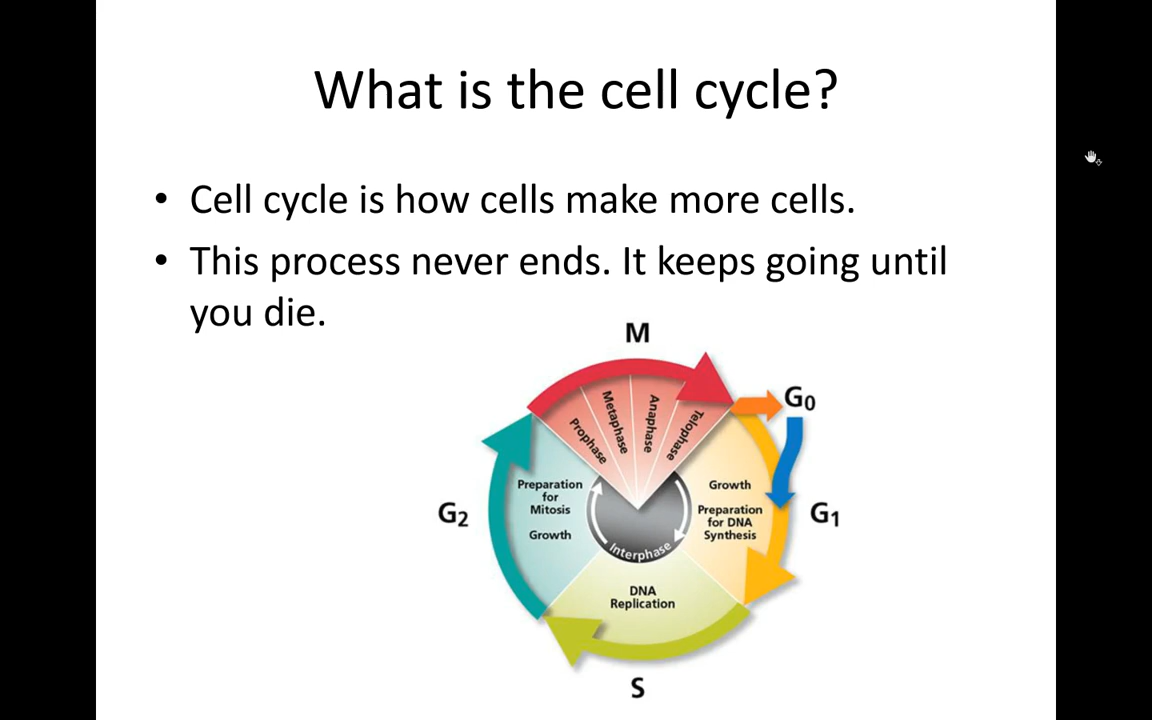 What is the cell cycle?
• Cell cycle is how cells make more cells.
• This process never ends. It keeps going until
you die.
M
G0
Prophase
Metaphase
Anaphase
Telophase
G2
Preparation
for
Mitosis
Growth
Growth
Preparation
for DNA
Synthesis
G1
Interphase
DNA
Replication
S